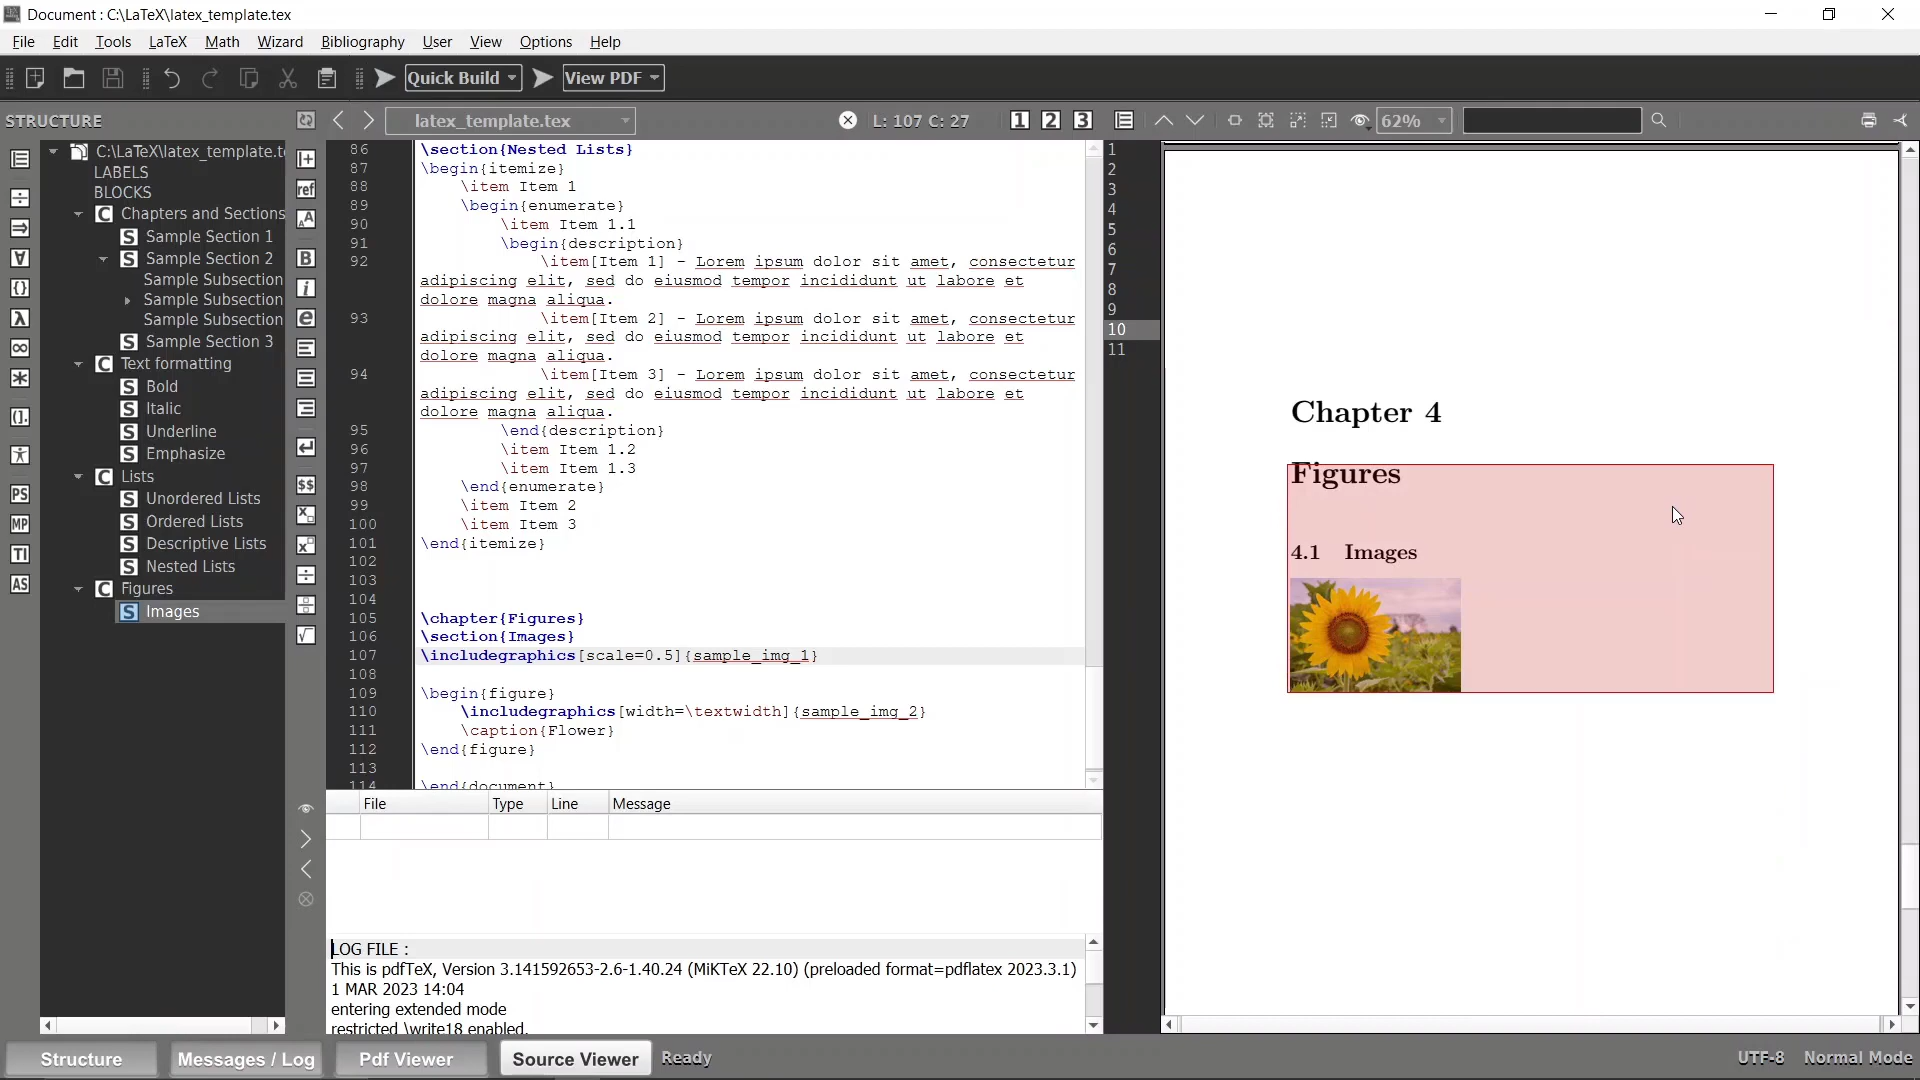 Document : C:\LaTeX\latex_template.tex
File Edit Tools LaTeX Math Wizard Bibliography User View Options Help
Quick Build View PDF
STRUCTURE
latex_template.tex
L: 107 C: 27
1 2 3
62%
C:\LaTeX\latex_template.t
LABELS
BLOCKS
C Chapters and Sections
S Sample Section 1
S Sample Section 2
Sample Subsection
Sample Subsection
Sample Subsection
S Sample Section 3
C Text formatting
S Bold
S Italic
S Underline
S Emphasize
C Lists
S Unordered Lists
S Ordered Lists
S Descriptive Lists
S Nested Lists
C Figures
S Images
PS
MP
TI
AS
ref
B
i
e
$$
86 \section{Nested Lists}
87 \begin{itemize}
88 \item Item 1
89 \begin{enumerate}
90 \item Item 1.1
91 \begin{description}
92 \item[Item 1] - Lorem ipsum dolor sit amet, consectetur
adipiscing elit, sed do eiusmod tempor incididunt ut labore et
dolore magna aliqua.
93 \item[Item 2] - Lorem ipsum dolor sit amet, consectetur
adipiscing elit, sed do eiusmod tempor incididunt ut labore et
dolore magna aliqua.
94 \item[Item 3] - Lorem ipsum dolor sit amet, consectetur
adipiscing elit, sed do eiusmod tempor incididunt ut labore et
dolore magna aliqua.
95 \end{description}
96 \item Item 1.2
97 \item Item 1.3
98 \end{enumerate}
99 \item Item 2
100 \item Item 3
101 \end{itemize}
102
103
104
105 \chapter{Figures}
106 \section{Images}
107 \includegraphics[scale=0.5]{sample_img_1}
108
109 \begin{figure}
110 \includegraphics[width=\textwidth]{sample_img_2}
111 \caption{Flower}
112 \end{figure}
113
114 \end{document}
File Type Line Message
LOG FILE :
This is pdfTeX, Version 3.141592653-2.6-1.40.24 (MiKTeX 22.10) (preloaded format=pdflatex 2023.3.1)
1 MAR 2023 14:04
entering extended mode
restricted \write18 enabled.
1
2
3
4
5
6
7
8
9
10
11
Chapter 4
Figures
4.1 Images
Structure Messages / Log Pdf Viewer Source Viewer Ready
UTF-8 Normal Mode